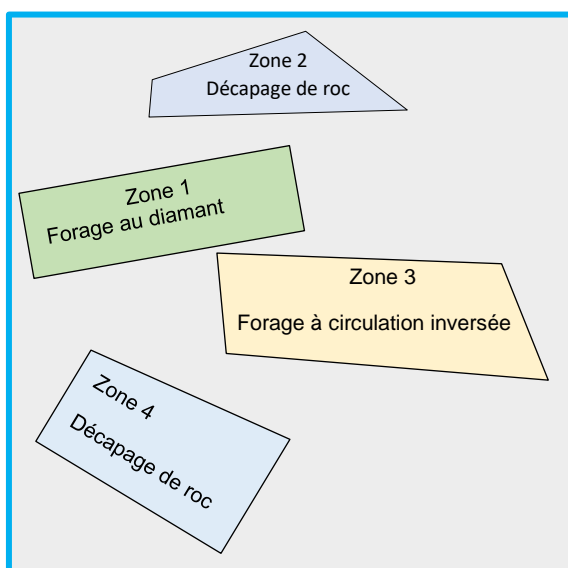 Zone 2
Décapage de roc
Zone 1
Forage au diamant
Zone 3
Forage à circulation inversée
Zone 4
Décapage de roc